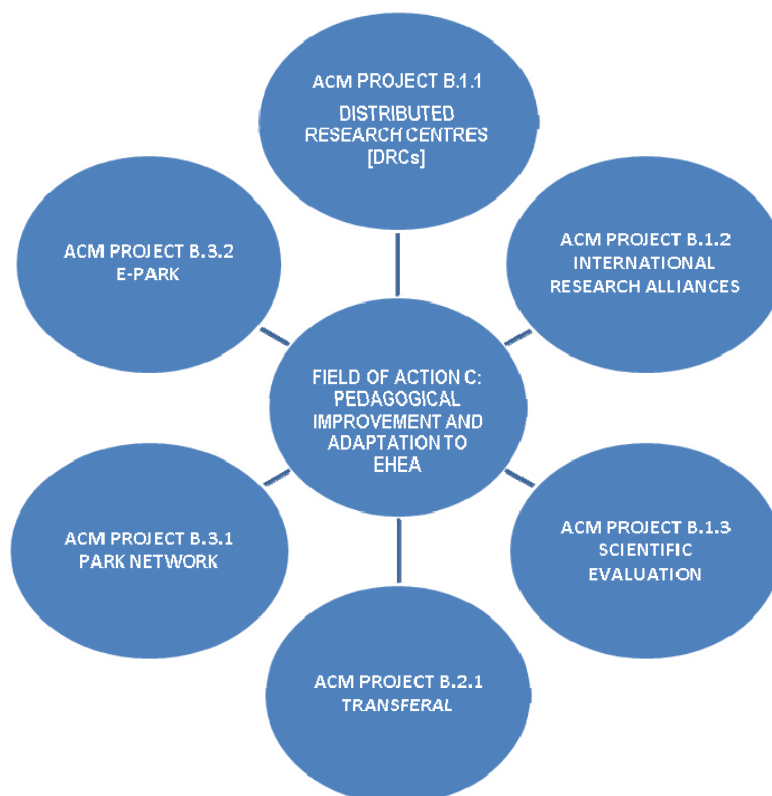 ACM PROJECT B.1.1
DISTRIBUTED
RESEARCH CENTRES
[DRCs]
ACM PROJECT B.3.2
E-PARK
ACM PROJECT B.1.2
INTERNATIONAL
RESEARCH ALLIANCES
FIELD OF ACTION C:
PEDAGOGICAL
IMPROVEMENT AND
ADAPTATION TO
EHEA
ACM PROJECT B.3.1
PARK NETWORK
ACM PROJECT B.1.3
SCIENTIFIC
EVALUATION
ACM PROJECT B.2.1
TRANSFERAL